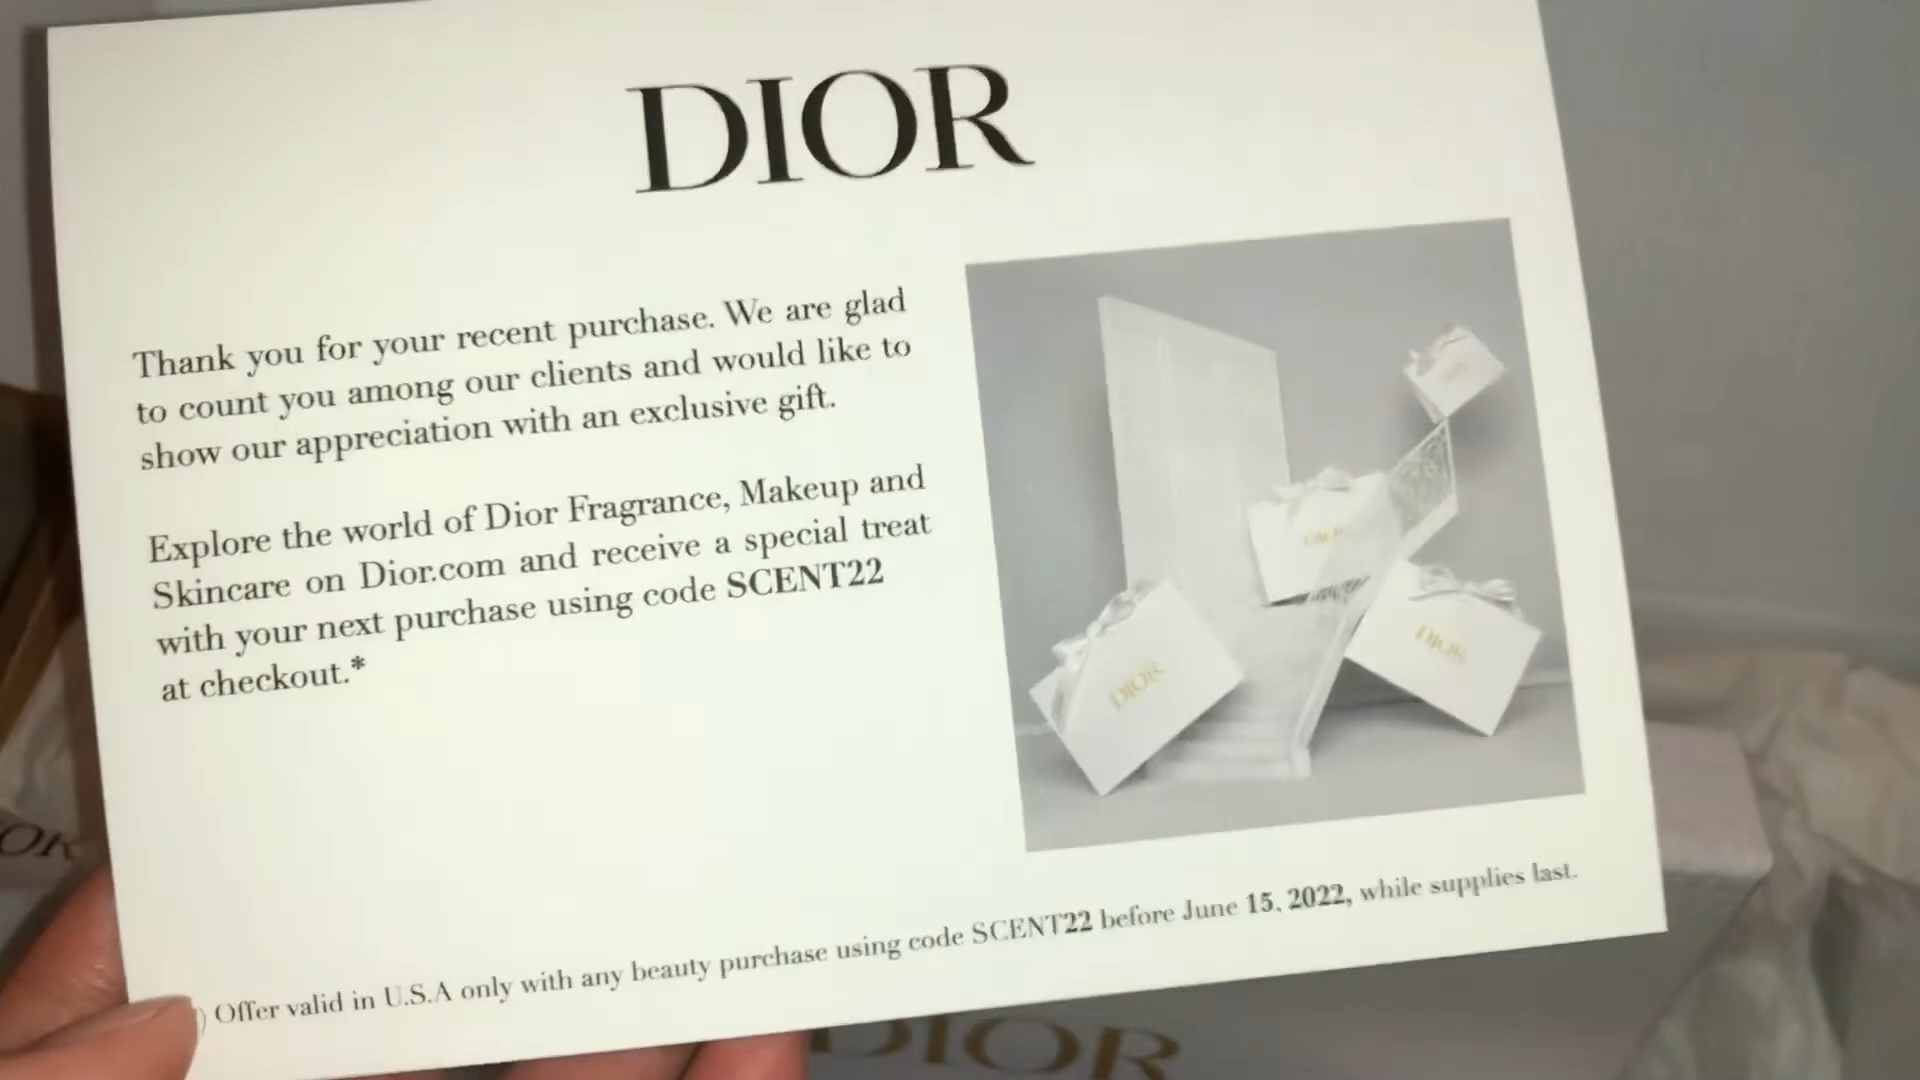 DIOR
Thank you for your recent purchase. We are glad
to count you among our clients and would like to
show our appreciation with an exclusive gift.
Explore the world of Dior Fragrance, Makeup and
Skincare on Dior.com and receive a special treat
with your next purchase using code SCENT22
at checkout.*
DIOR
DIOR
DIOR
) Offer valid in U.S.A only with any beauty purchase using code SCENT22 before June 15, 2022, while supplies last.
OR
DIOR